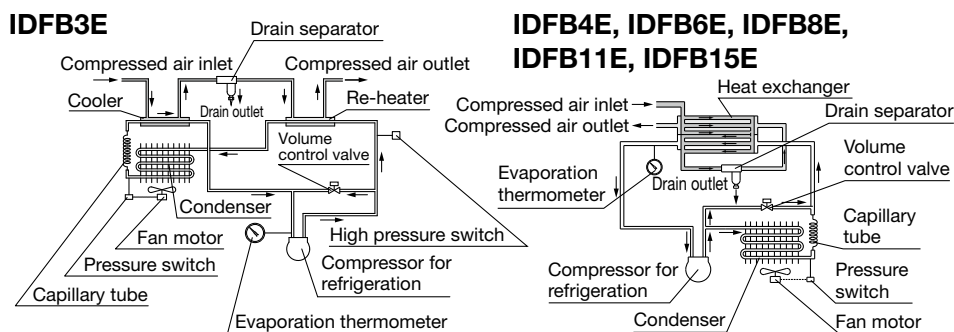 IDFB3E
Drain separator
Compressed air inlet
Compressed air outlet
Cooler
Drain outlet
Re-heater
Volume
control valve
Condenser
Fan motor
High pressure switch
Pressure switch
Compressor for
refrigeration
Capillary tube
Evaporation thermometer
IDFB4E, IDFB6E, IDFB8E,
IDFB11E, IDFB15E
Heat exchanger
Compressed air inlet
Compressed air outlet
Drain separator
Volume
control valve
Evaporation
thermometer
Drain outlet
Capillary
tube
Compressor for
refrigeration
Pressure
switch
Condenser
Fan motor